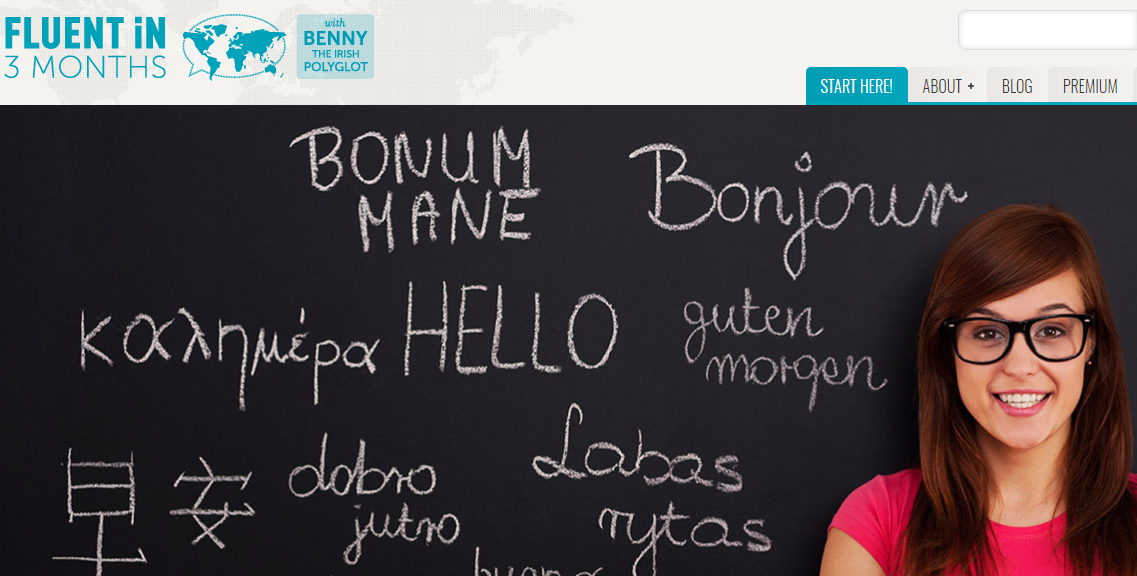 FLUENT iN
3 MONTHS
with
BENNY
THE IRISH
POLYGLOT
START HERE!
ABOUT +
BLOG
PREMIUM
BONUM
MANE
Bonjour
καλημέρα
HELLO
guten
morgen
早安
dobro
jutro
Labas
rytas